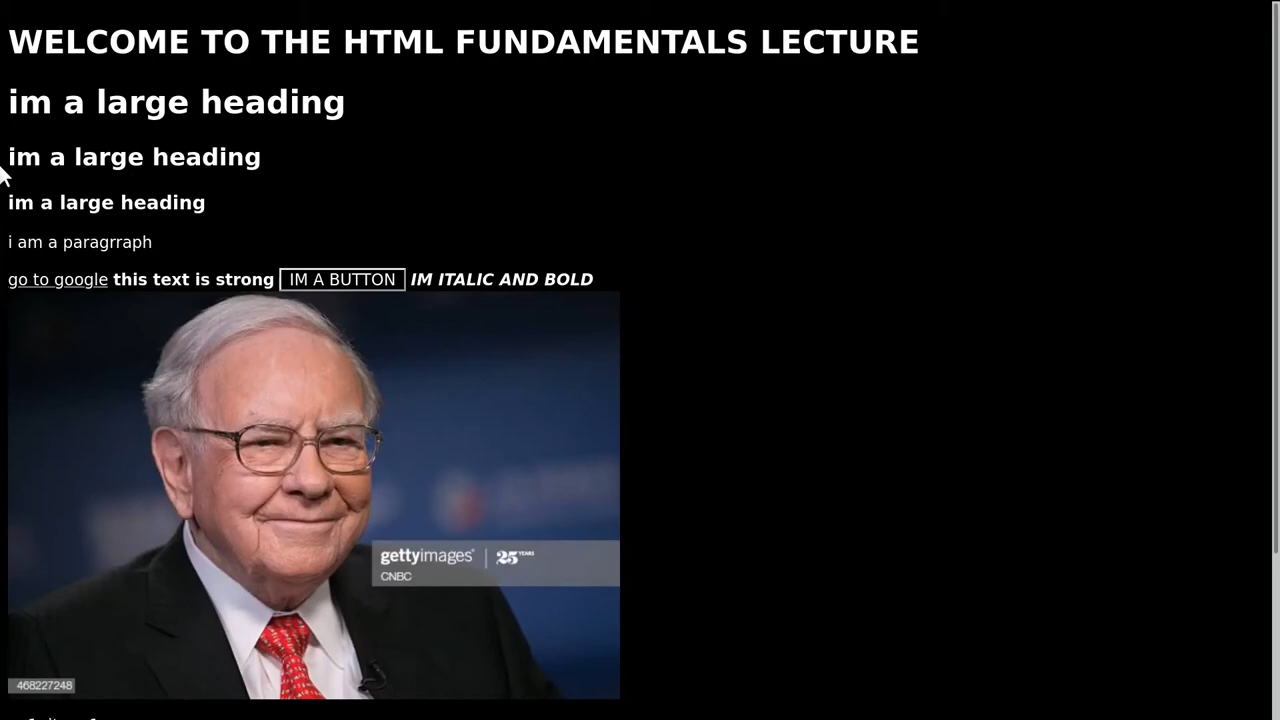 WELCOME TO THE HTML FUNDAMENTALS LECTURE
im a large heading
im a large heading
im a large heading
i am a paragrraph
go to google this text is strong IM A BUTTON IM ITALIC AND BOLD
gettyimages® | 25 YEARS
CNBC
468227248